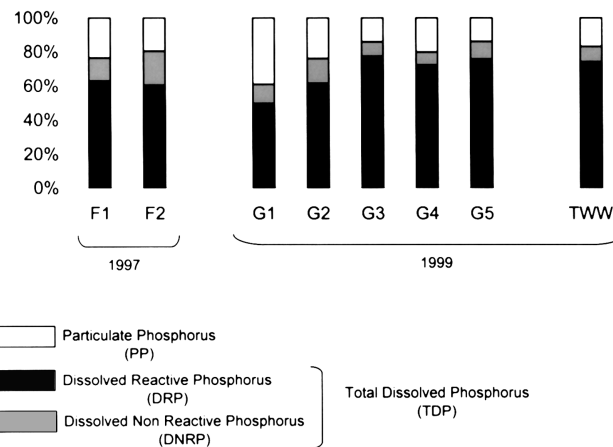 100%
80%
60%
40%
20%
0%
F1 F2 G1 G2 G3 G4 G5 TWW
1997 1999
Particulate Phosphorus
(PP)
Dissolved Reactive Phosphorus
(DRP)
Dissolved Non Reactive Phosphorus
(DNRP)
Total Dissolved Phosphorus
(TDP)